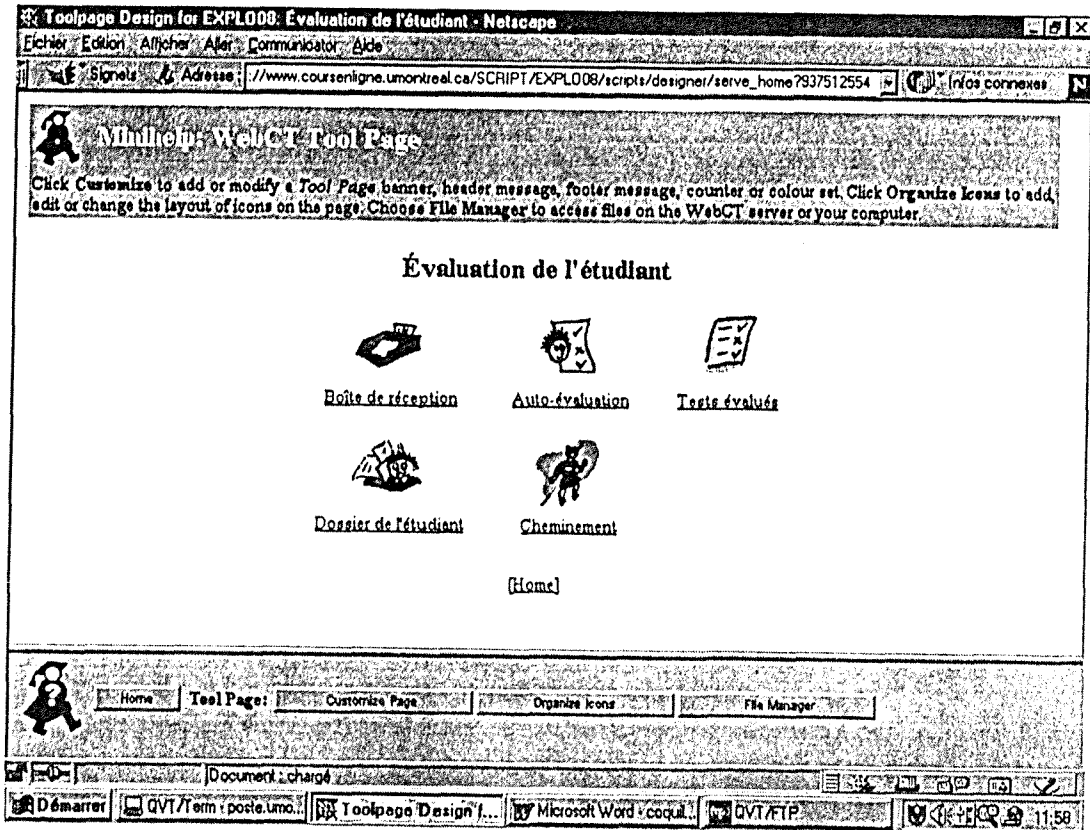 Toolpage Design for EXPLO08: Évaluation de l'étudiant - Netscape
Fichier Edition Afficher Aller Communicator Aide
Signets Adresse ://www.coursenligne.umontreal.ca/SCRIPT/EXPLO08/scripts/designer/serve_home?937512554 Infos connexes N
Minihelp: WebCT Tool Page
Click Customize to add or modify a Tool Page banner, header message, footer message, counter or colour set. Click Organize Icons to add,
edit or change the layout of icons on the page. Choose File Manager to access files on the WebCT server or your computer.
Évaluation de l'étudiant
Boîte de réception Auto-évaluation Tests évalués
Dossier de l'étudiant Cheminement
[Home]
Home Tool Page: Customize Page Organize Icons File Manager
Document : chargé
Démarrer QVT/Term - poste.umo... Toolpage Design f... Microsoft Word - coquil... QVT/FTP 11:58